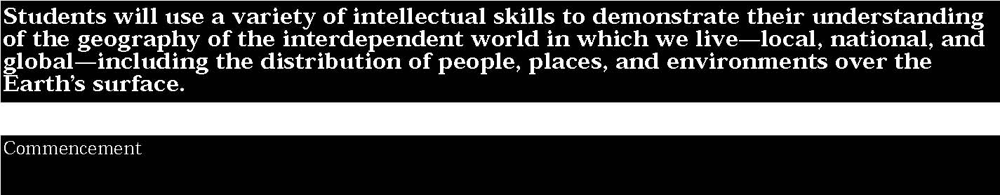 Students will use a variety of intellectual skills to demonstrate their understanding
of the geography of the interdependent world in which we live—local, national, and
global—including the distribution of people, places, and environments over the
Earth’s surface.
Commencement